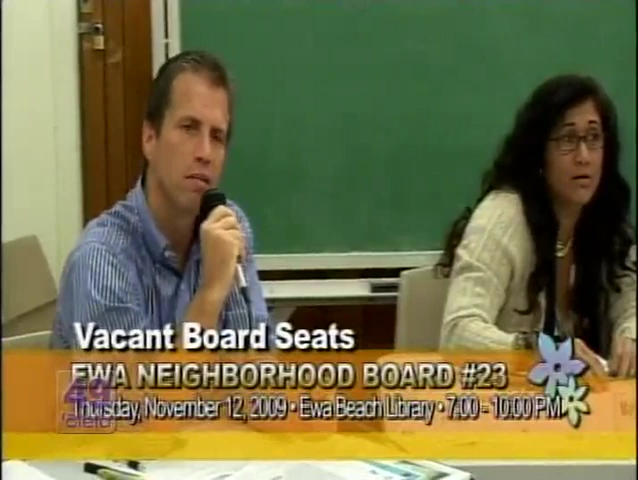 Vacant Board Seats
EWA NEIGHBORHOOD BOARD #23
Thursday, November 12, 2009 • Ewa Beach Library • 7:00 - 10:00 PM
49